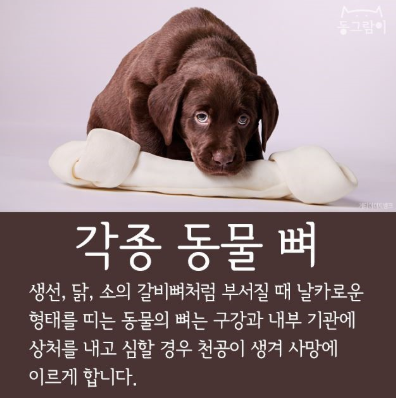 동그람이
각종 동물 뼈
생선, 닭, 소의 갈비뼈처럼 부서질 때 날카로운
형태를 띠는 동물의 뼈는 구강과 내부 기관에
상처를 내고 심할 경우 천공이 생겨 사망에
이르게 합니다.